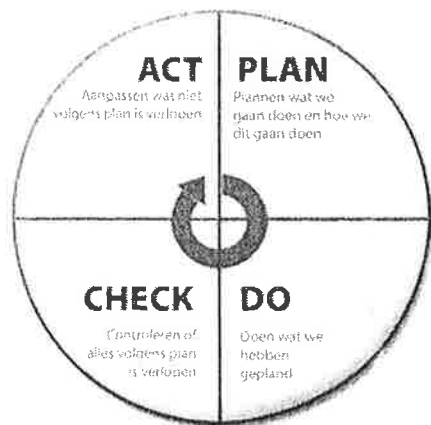 ACT
Aanpassen wat niet
volgens plan is verlopen
PLAN
Plannen wat we
gaan doen en hoe we
dit gaan doen
CHECK
Controleren of
alles volgens plan
is verlopen
DO
Doen wat we
hebben
gepland